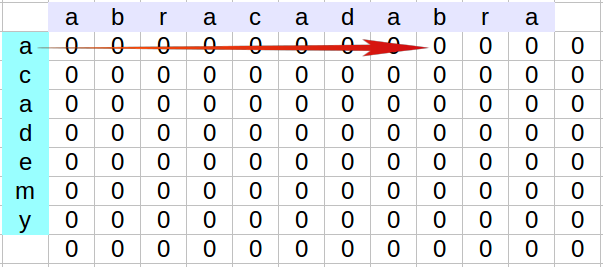 a b r a c a d a b r a
a 0 0 0 0 0 0 0 0 0 0 0 0
c 0 0 0 0 0 0 0 0 0 0 0 0
a 0 0 0 0 0 0 0 0 0 0 0 0
d 0 0 0 0 0 0 0 0 0 0 0 0
e 0 0 0 0 0 0 0 0 0 0 0 0
m 0 0 0 0 0 0 0 0 0 0 0 0
y 0 0 0 0 0 0 0 0 0 0 0 0
0 0 0 0 0 0 0 0 0 0 0 0